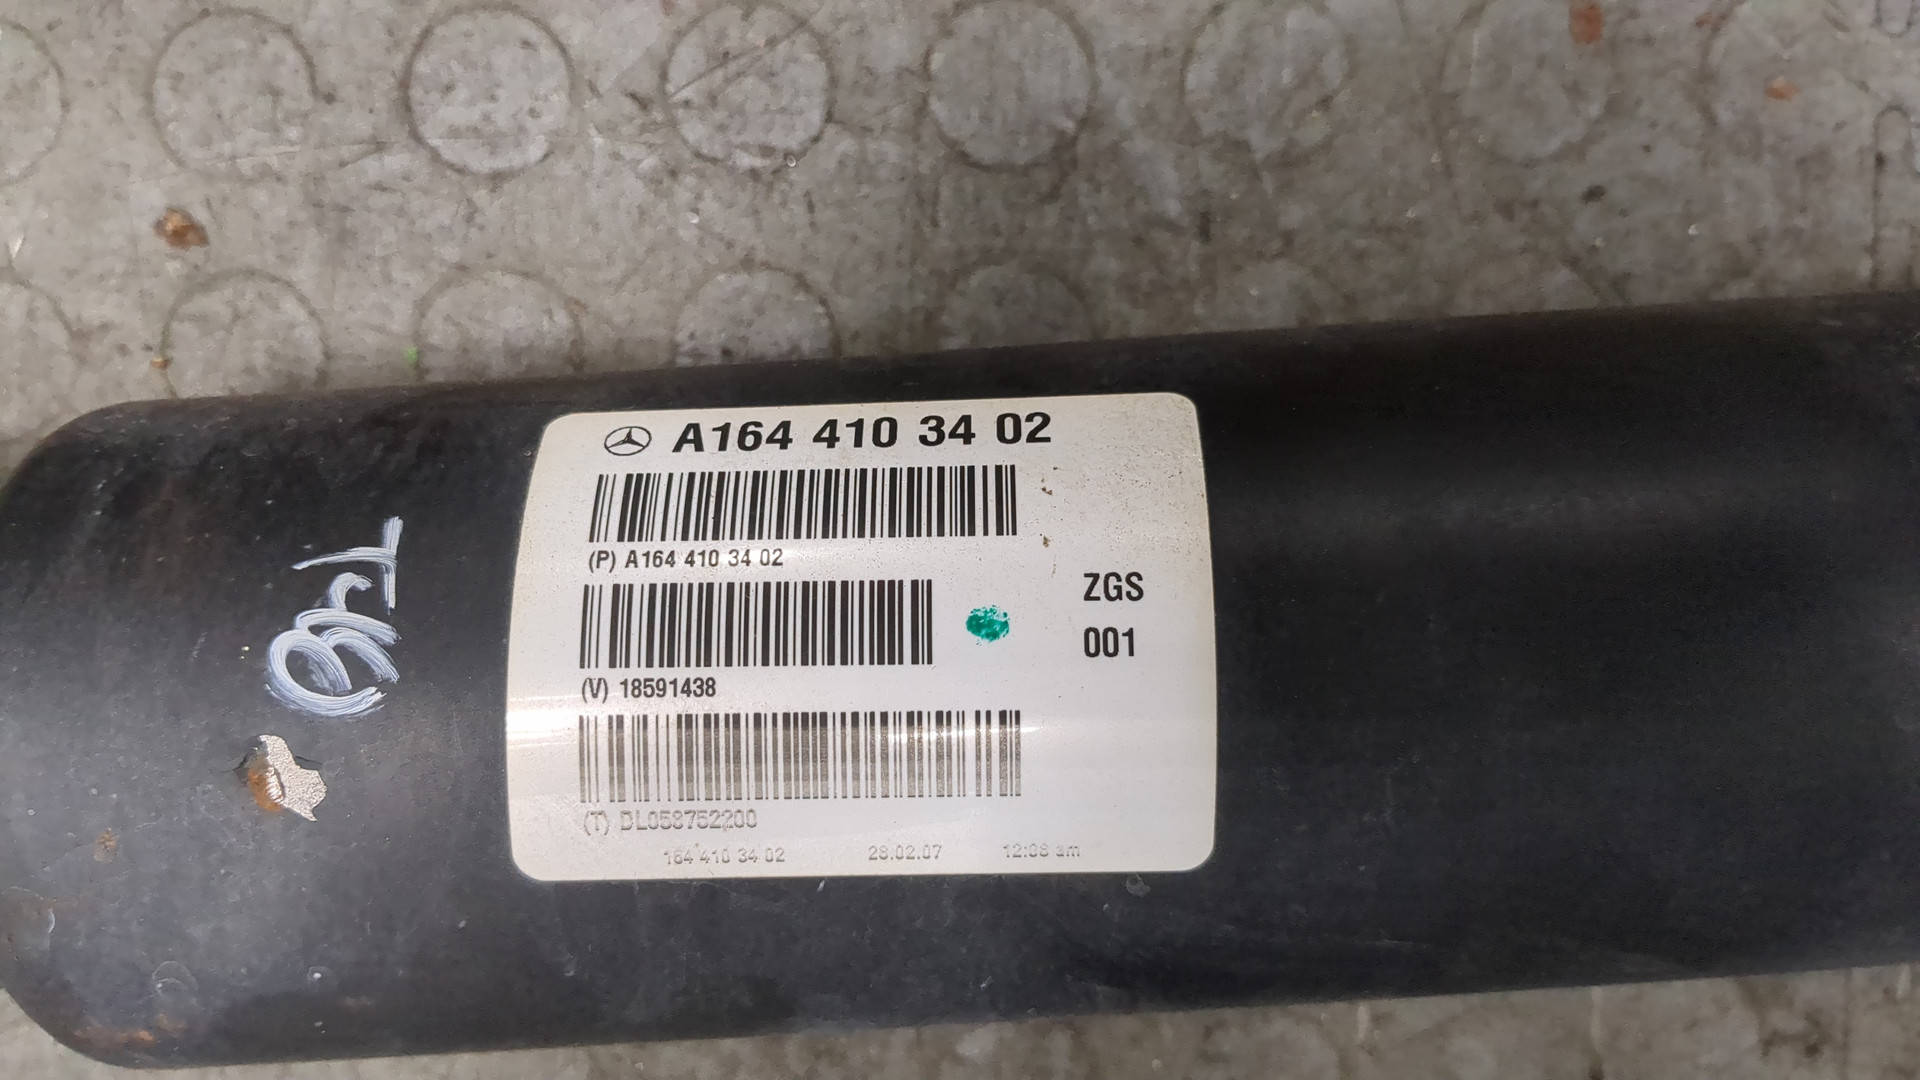 A164 410 34 02
(P) A164 410 34 02
ZGS
001
(V) 18591438
(T) DL058752200
164 410 34 02 28.02.07 12:08 am